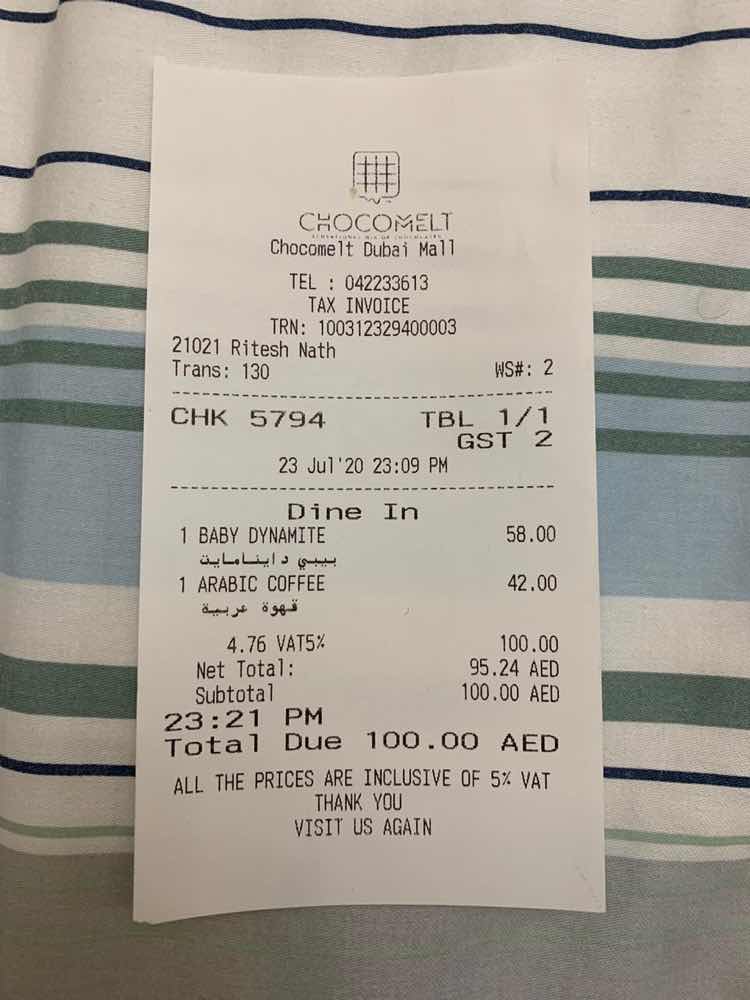 CHOCOMELT
Chocomelt Dubai Mall
TEL : 042233613
TAX INVOICE
TRN: 100312329400003
21021 Ritesh Nath
Trans: 130 WS#: 2
CHK 5794 TBL 1/1
GST 2
23 Jul'20 23:09 PM
Dine In
1 BABY DYNAMITE 58.00
بيبي داينامايت
1 ARABIC COFFEE 42.00
قهوة عربية
4.76 VAT5% 100.00
Net Total: 95.24 AED
Subtotal 100.00 AED
23:21 PM
Total Due 100.00 AED
ALL THE PRICES ARE INCLUSIVE OF 5% VAT
THANK YOU
VISIT US AGAIN